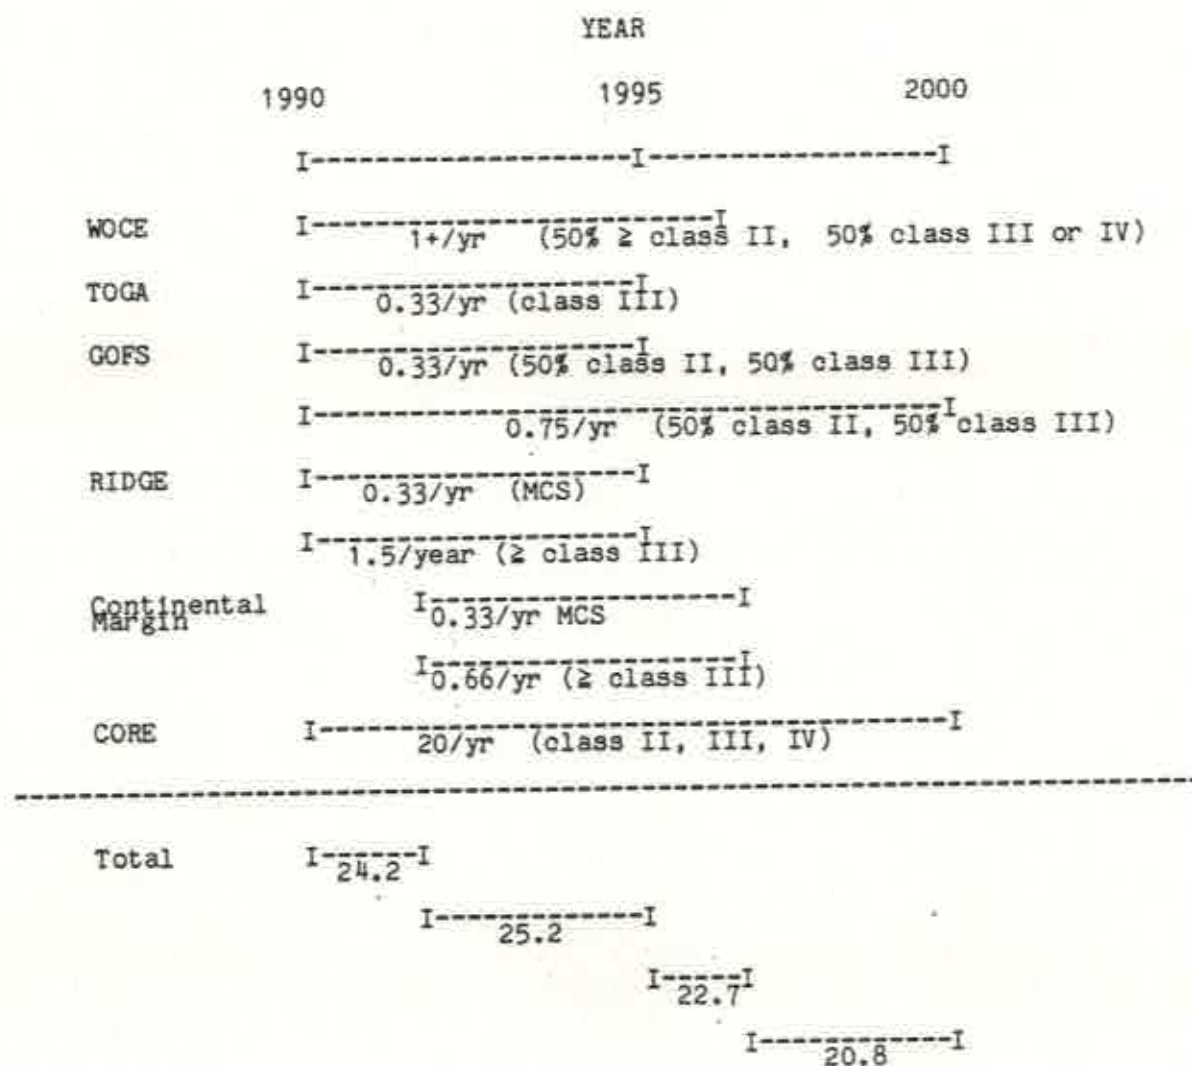 YEAR
1990 1995 2000
I---------------------I-------------------I
WOCE I--------------------------I
1+/yr (50% ≥ class II, 50% class III or IV)
TOGA I---------------------I
0.33/yr (class III)
GOFS I---------------------I
0.33/yr (50% class II, 50% class III)
I-----------------------------------------I
0.75/yr (50% class II, 50% class III)
RIDGE I---------------------I
0.33/yr (MCS)
I---------------------I
1.5/year (≥ class III)
Continental
Margin I--------------------I
0.33/yr MCS
I--------------------I
0.66/yr (≥ class III)
CORE I-----------------------------------------I
20/yr (class II, III, IV)
---------------------------------------------------------------------------
Total I------I
24.2
I-------------I
25.2
I-----I
22.7
I------------I
20.8